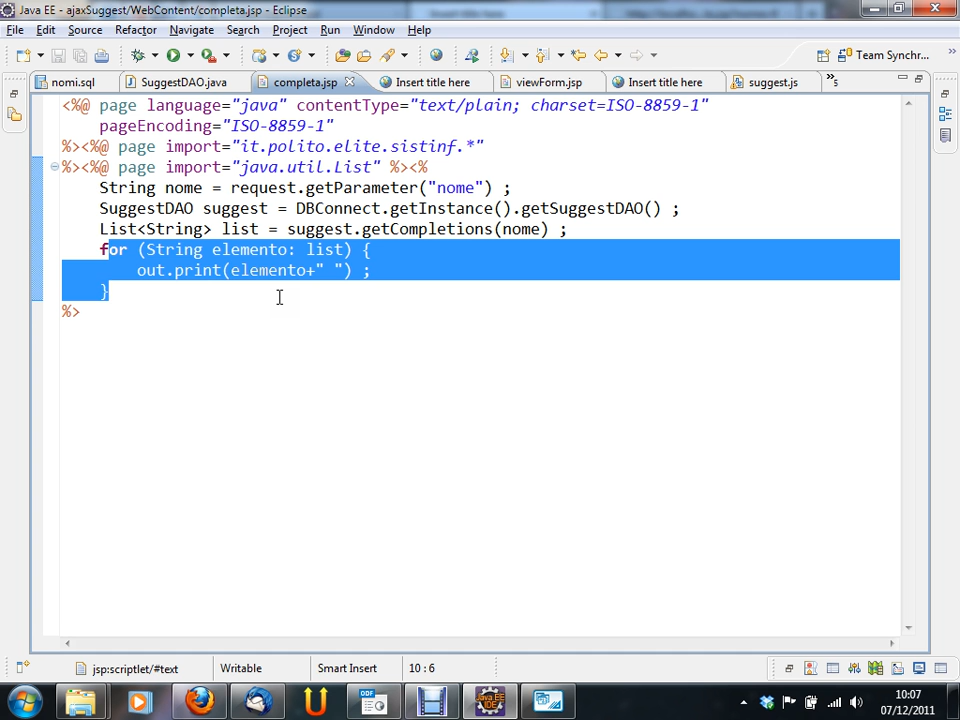 Java EE - ajaxSuggest/WebContent/completa.jsp - Eclipse
File Edit Source Refactor Navigate Search Project Run Window Help
Team Synchr... »
nomi.sql SuggestDAO.java completa.jsp Insert title here viewForm.jsp Insert title here suggest.js »5
<%@ page language="java" contentType="text/plain; charset=ISO-8859-1"
pageEncoding="ISO-8859-1"
%><%@ page import="it.polito.elite.sistinf.*"
%><%@ page import="java.util.List" %><%
String nome = request.getParameter("nome") ;
SuggestDAO suggest = DBConnect.getInstance().getSuggestDAO() ;
List<String> list = suggest.getCompletions(nome) ;
for (String elemento: list) {
out.print(elemento+" ") ;
}
%>
jsp:scriptlet/#text Writable Smart Insert 10 : 6
10:07
07/12/2011